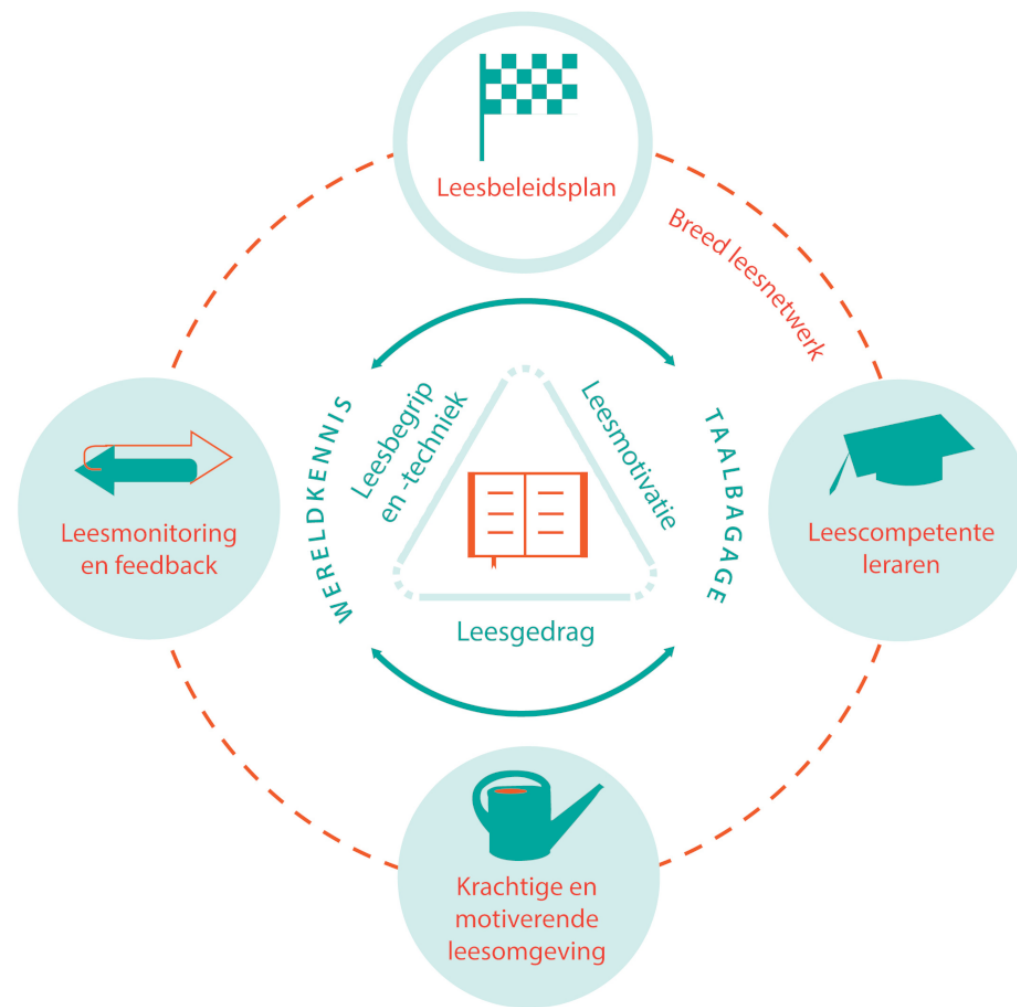 Leesbeleidsplan
Breed leesnetwerk
WERELDKENNIS
Leesbegrip
en -techniek
Leesmotivatie
TAALBAGAGE
Leesmonitoring
en feedback
Leescompetente
leraren
Leesgedrag
Krachtige en
motiverende
leesomgeving